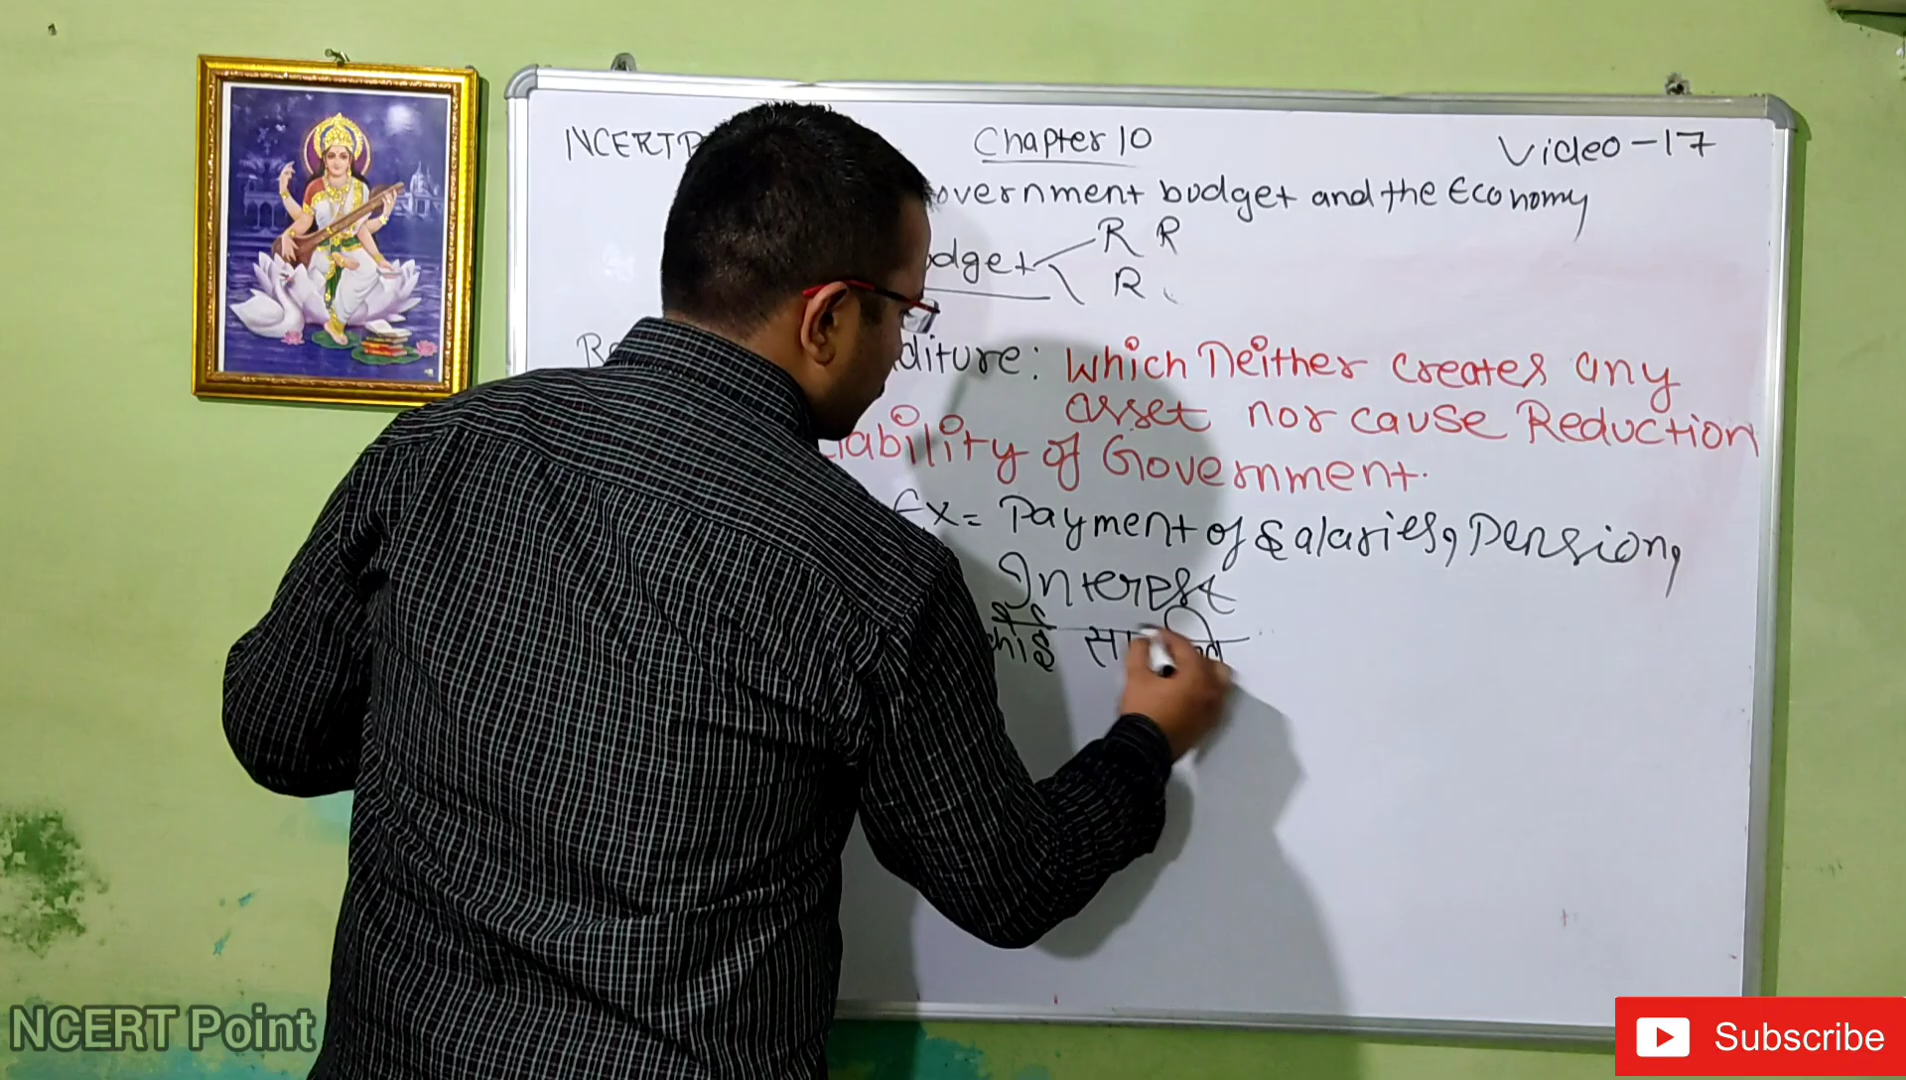 NCERT P
Chapter 10
Video - 17
overnment budget and the Economy
dget
R R
R
diture: which neither creates any
asset nor cause Reduction
iability of Government.
Ex = Payment of Salaries, Pension,
Interest
NCERT Point
Subscribe